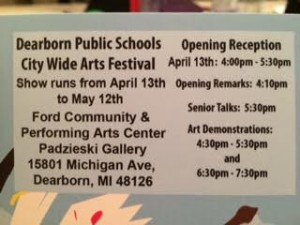 Dearborn Public Schools
City Wide Arts Festival
Show runs from April 13th
to May 12th
Ford Community &
Performing Arts Center
Padzieski Gallery
15801 Michigan Ave,
Dearborn, MI 48126
Opening Reception
April 13th: 4:00pm - 5:30pm
Opening Remarks: 4:10pm
Senior Talks: 5:30pm
Art Demonstrations:
4:30pm - 5:30pm
and
6:30pm - 7:30pm